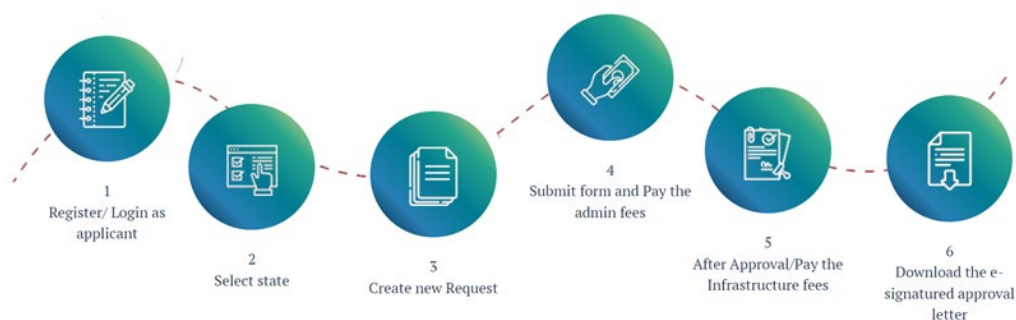 1
Register/ Login as
applicant
2
Select state
3
Create new Request
4
Submit form and Pay the
admin fees
5
After Approval/Pay the
Infrastructure fees
6
Download the e-
signatured approval
letter